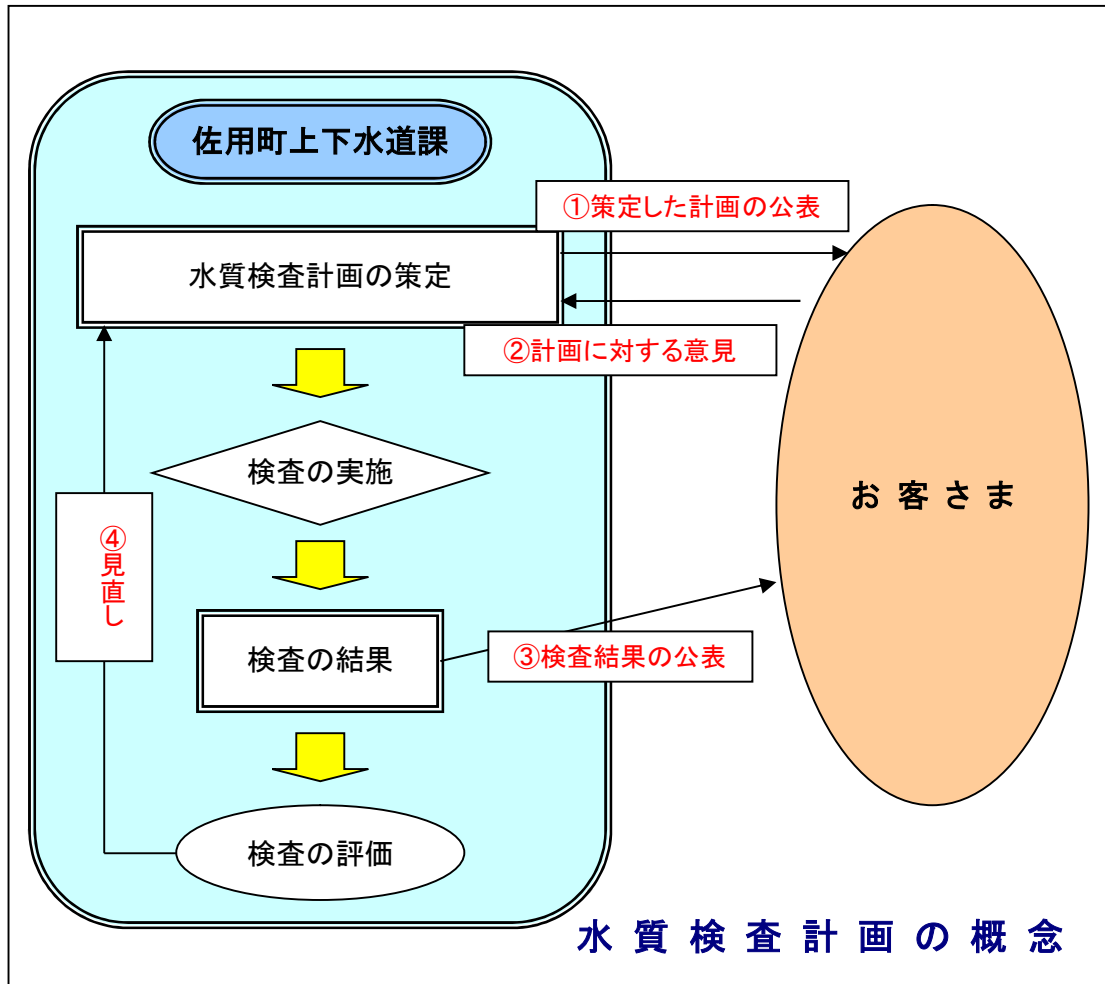 佐用町上下水道課
①策定した計画の公表
水質検査計画の策定
②計画に対する意見
検査の実施
お客さま
④見直し
検査の結果
③検査結果の公表
検査の評価
水質検査計画の概念